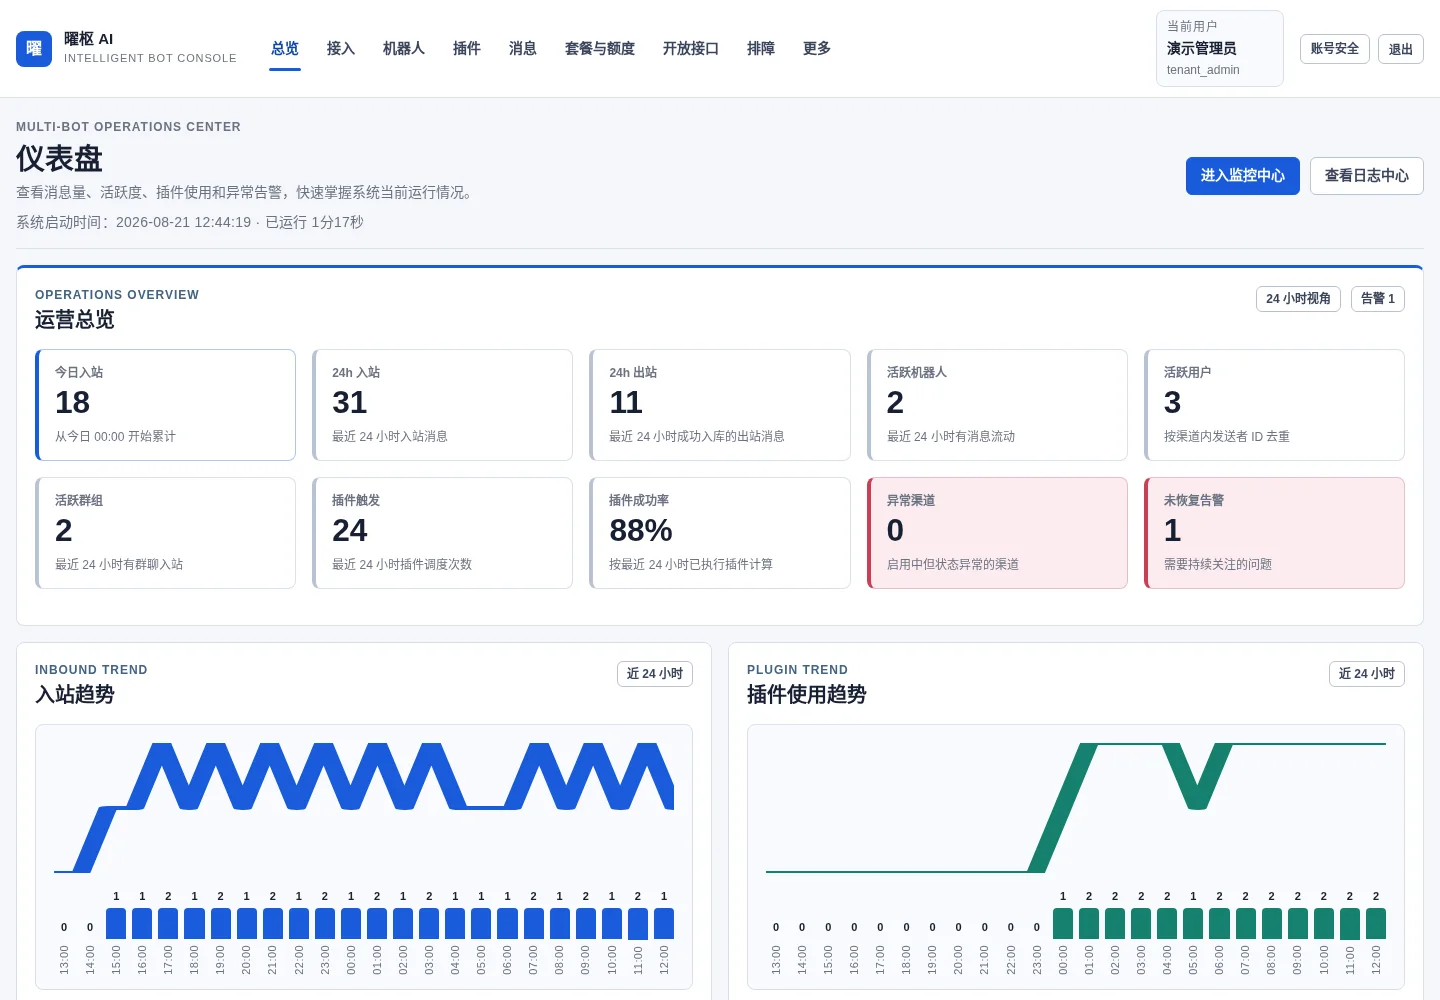 曜
曜枢 AI
INTELLIGENT BOT CONSOLE
总览 接入 机器人 插件 消息 套餐与额度 开放接口 排障 更多
当前用户
演示管理员
tenant_admin
账号安全 退出
MULTI-BOT OPERATIONS CENTER
仪表盘
查看消息量、活跃度、插件使用和异常告警，快速掌握系统当前运行情况。
系统启动时间：2026-08-21 12:44:19 · 已运行 1分17秒
进入监控中心 查看日志中心
OPERATIONS OVERVIEW
运营总览
24 小时视角 告警 1
今日入站
18
从今日 00:00 开始累计
24h 入站
31
最近 24 小时入站消息
24h 出站
11
最近 24 小时成功入库的出站消息
活跃机器人
2
最近 24 小时有消息流动
活跃用户
3
按渠道内发送者 ID 去重
活跃群组
2
最近 24 小时有群聊入站
插件触发
24
最近 24 小时插件调度次数
插件成功率
88%
按最近 24 小时已执行插件计算
异常渠道
0
启用中但状态异常的渠道
未恢复告警
1
需要持续关注的问题
INBOUND TREND
入站趋势
近 24 小时
0 0 1 1 2 1 2 1 2 1 2 1 2 1 2 1 1 1 2 1 2 1 2 1
13:00 14:00 15:00 16:00 17:00 18:00 19:00 20:00 21:00 22:00 23:00 00:00 01:00 02:00 03:00 04:00 05:00 06:00 07:00 08:00 09:00 10:00 11:00 12:00
PLUGIN TREND
插件使用趋势
近 24 小时
0 0 0 0 0 0 0 0 0 0 0 1 2 2 2 2 1 2 2 2 2 2 2 2
13:00 14:00 15:00 16:00 17:00 18:00 19:00 20:00 21:00 22:00 23:00 00:00 01:00 02:00 03:00 04:00 05:00 06:00 07:00 08:00 09:00 10:00 11:00 12:00